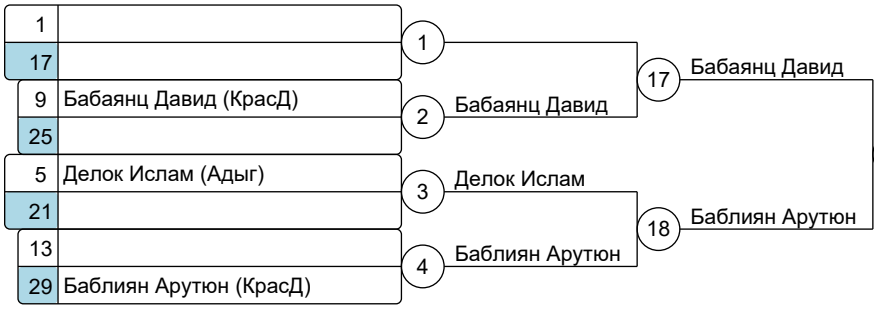 1
1
17
17
Бабаянц Давид
9 Бабаянц Давид (КрасД)
2
Бабаянц Давид
25
5 Делок Ислам (Адыг)
3
Делок Ислам
21
18
Баблиян Арутюн
13
4
Баблиян Арутюн
29 Баблиян Арутюн (КрасД)